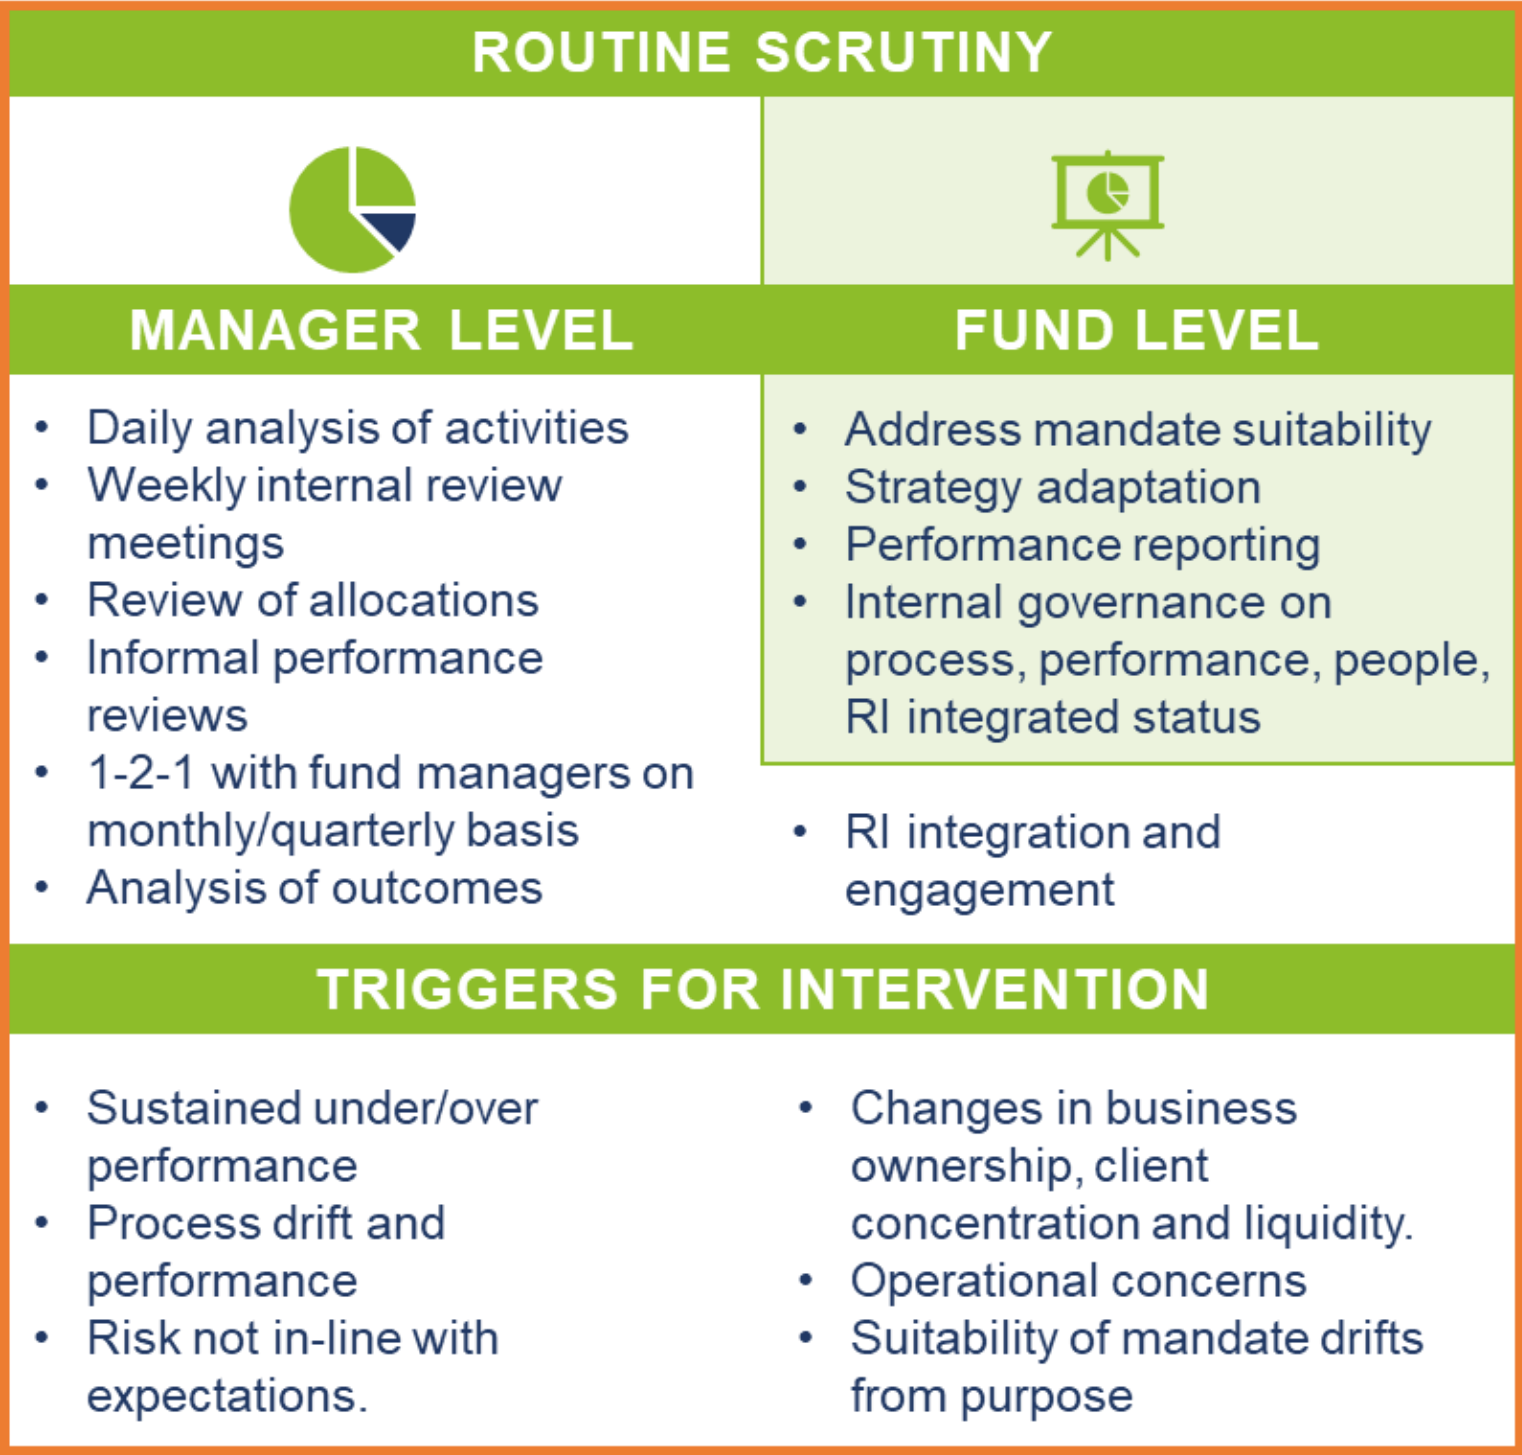 ROUTINE SCRUTINY
MANAGER LEVEL
• Daily analysis of activities
• Weekly internal review
meetings
• Review of allocations
• Informal performance
reviews
• 1-2-1 with fund managers on
monthly/quarterly basis
• Analysis of outcomes
FUND LEVEL
• Address mandate suitability
• Strategy adaptation
• Performance reporting
• Internal governance on
process, performance, people,
RI integrated status
• RI integration and
engagement
TRIGGERS FOR INTERVENTION
• Sustained under/over
performance
• Process drift and
performance
• Risk not in-line with
expectations.
• Changes in business
ownership, client
concentration and liquidity.
• Operational concerns
• Suitability of mandate drifts
from purpose